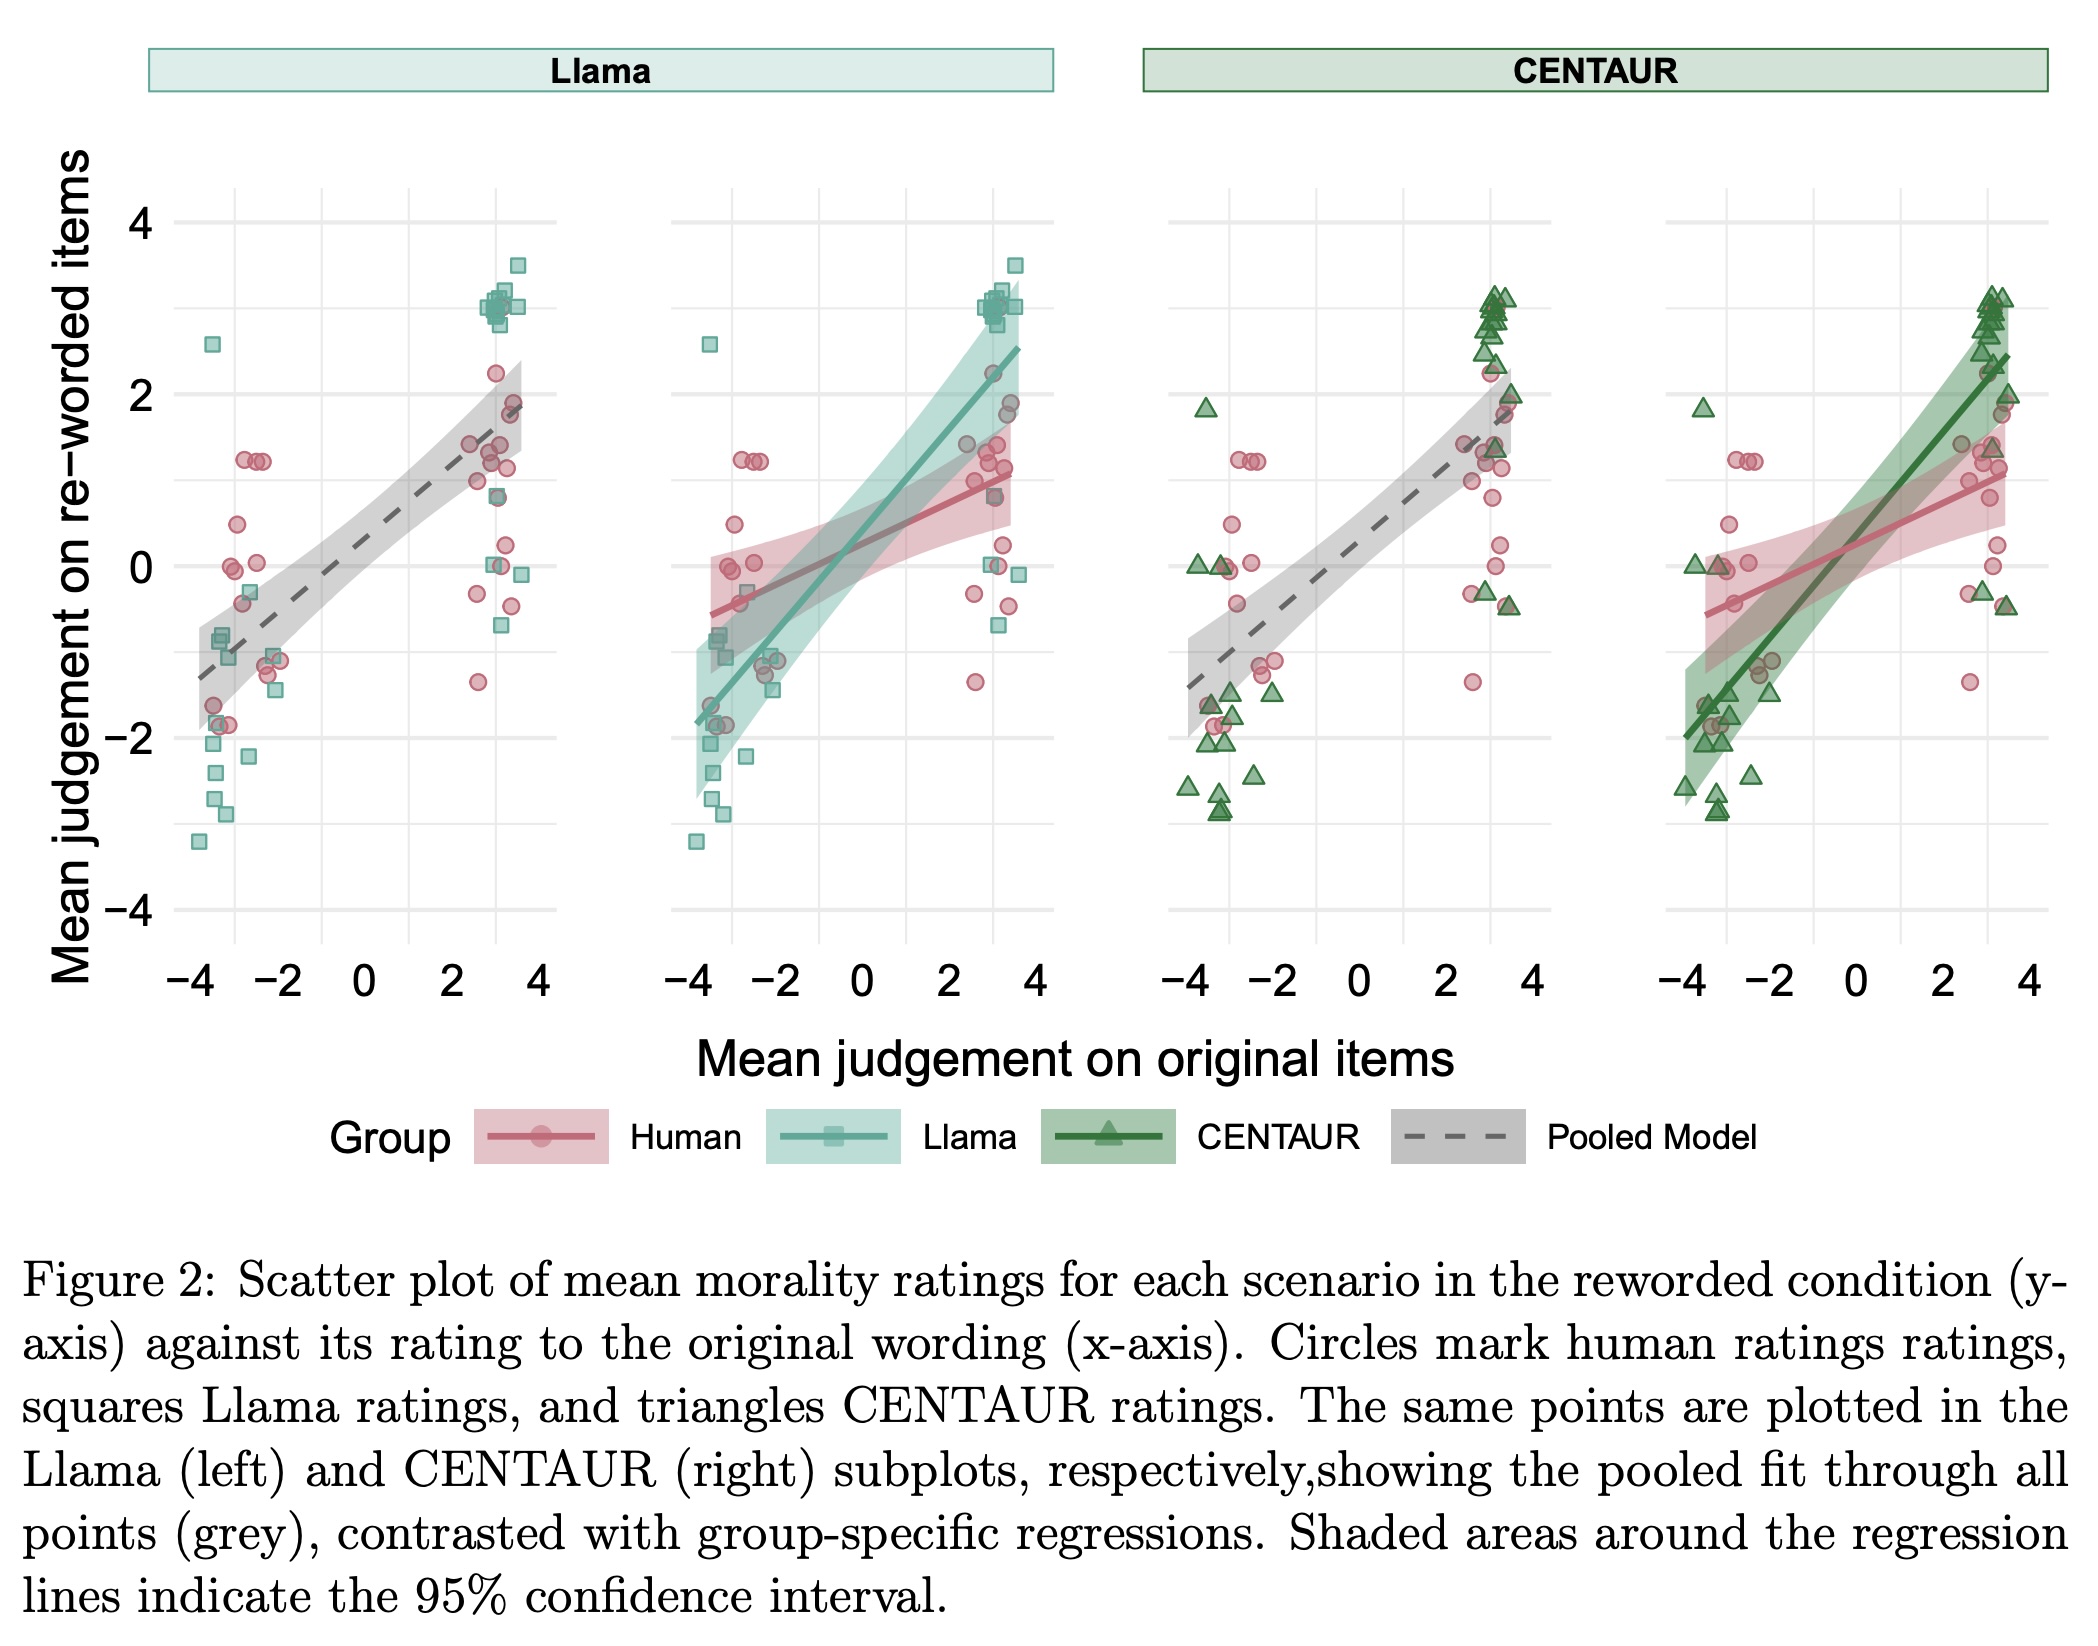 Llama
CENTAUR
Mean judgement on re−worded items
4
2
0
−2
−4
−4 −2 0 2 4
−4 −2 0 2 4
−4 −2 0 2 4
−4 −2 0 2 4
Mean judgement on original items
Group Human Llama CENTAUR Pooled Model
Figure 2: Scatter plot of mean morality ratings for each scenario in the reworded condition (y-
axis) against its rating to the original wording (x-axis). Circles mark human ratings ratings,
squares Llama ratings, and triangles CENTAUR ratings. The same points are plotted in the
Llama (left) and CENTAUR (right) subplots, respectively,showing the pooled fit through all
points (grey), contrasted with group-specific regressions. Shaded areas around the regression
lines indicate the 95% confidence interval.